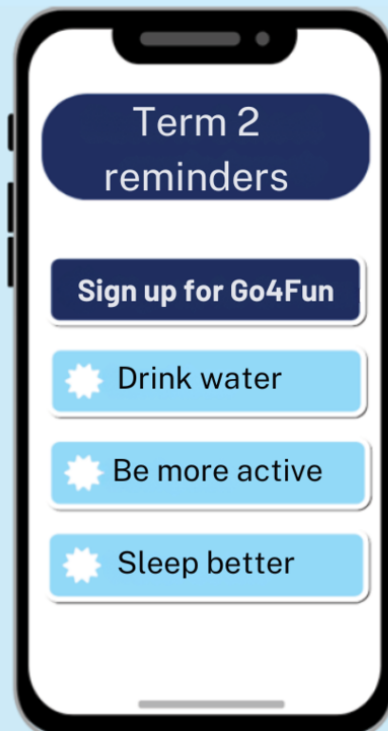 Term 2
reminders
Sign up for Go4Fun
Drink water
Be more active
Sleep better